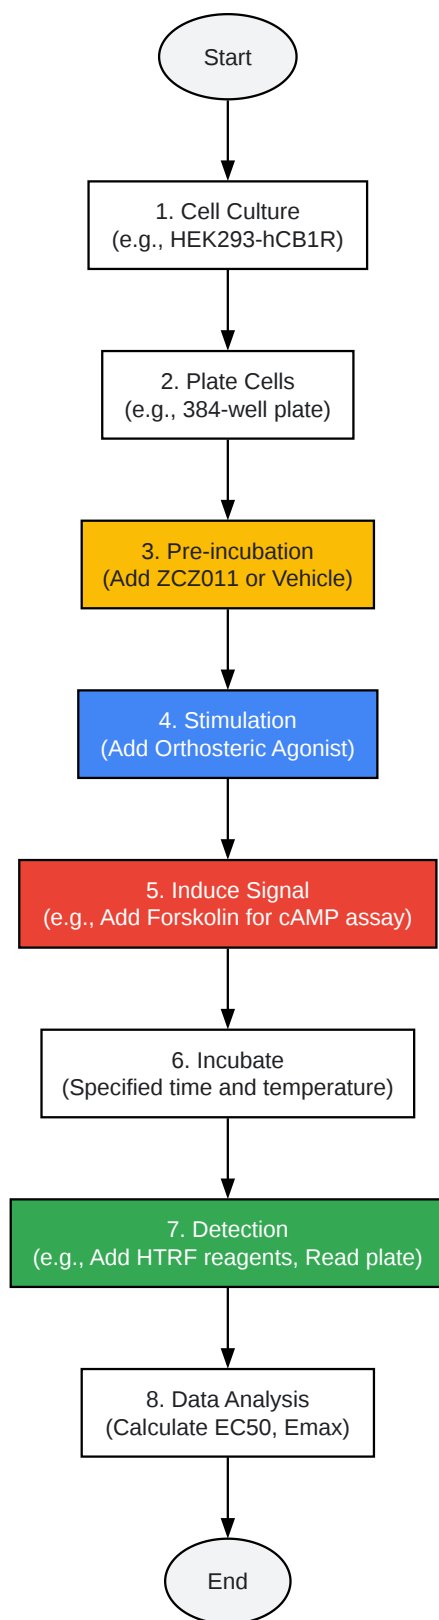 Start
1. Cell Culture
(e.g., HEK293-hCB1R)
2. Plate Cells
(e.g., 384-well plate)
3. Pre-incubation
(Add ZCZ011 or Vehicle)
4. Stimulation
(Add Orthosteric Agonist)
5. Induce Signal
(e.g., Add Forskolin for cAMP assay)
6. Incubate
(Specified time and temperature)
7. Detection
(e.g., Add HTRF reagents, Read plate)
8. Data Analysis
(Calculate EC50, Emax)
End